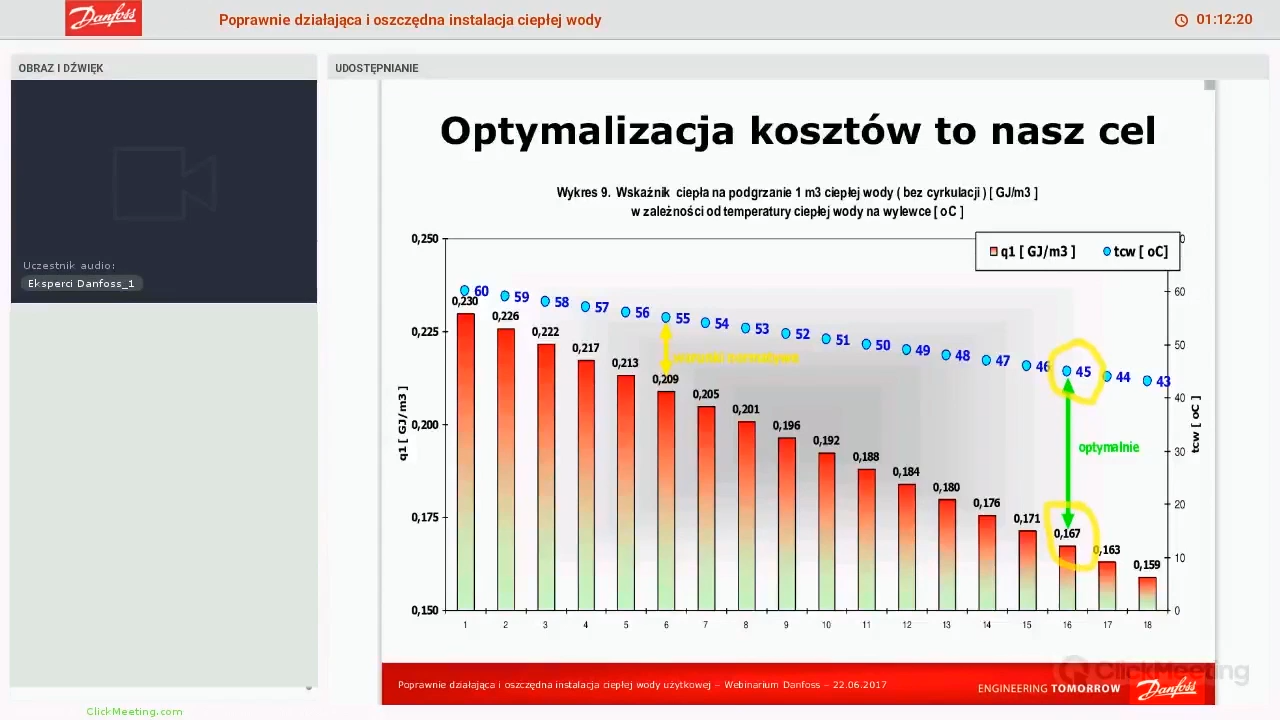 Danfoss
Poprawnie działająca i oszczędna instalacja ciepłej wody
01:12:20
OBRAZ I DŹWIĘK
UDOSTĘPNIANIE
Uczestnik audio:
Eksperci Danfoss_1
Optymalizacja kosztów to nasz cel
Wykres 9. Wskaźnik ciepła na podgrzanie 1 m3 ciepłej wody ( bez cyrkulacji ) [ GJ/m3 ]
w zależności od temperatury ciepłej wody na wylewce [ oC ]
q1 [ GJ/m3 ]
tcw [ oC]
0,250
0,225
0,200
0,175
0,150
q1 [ GJ/m3 ]
60 59 58 57 56 55 54 53 52 51 50 49 48 47 46 45 44 43
0,230 0,226 0,222 0,217 0,213 0,209 0,205 0,201 0,196 0,192 0,188 0,184 0,180 0,176 0,171 0,167 0,163 0,159
optymalnie
0
60
50
40
30
20
10
0
tcw [ oC ]
1 2 3 4 5 6 7 8 9 10 11 12 13 14 15 16 17 18
Poprawnie działająca i oszczędna instalacja ciepłej wody użytkowej – Webinarium Danfoss – 22.06.2017
ENGINEERING TOMORROW
Danfoss
ClickMeeting
ClickMeeting.com